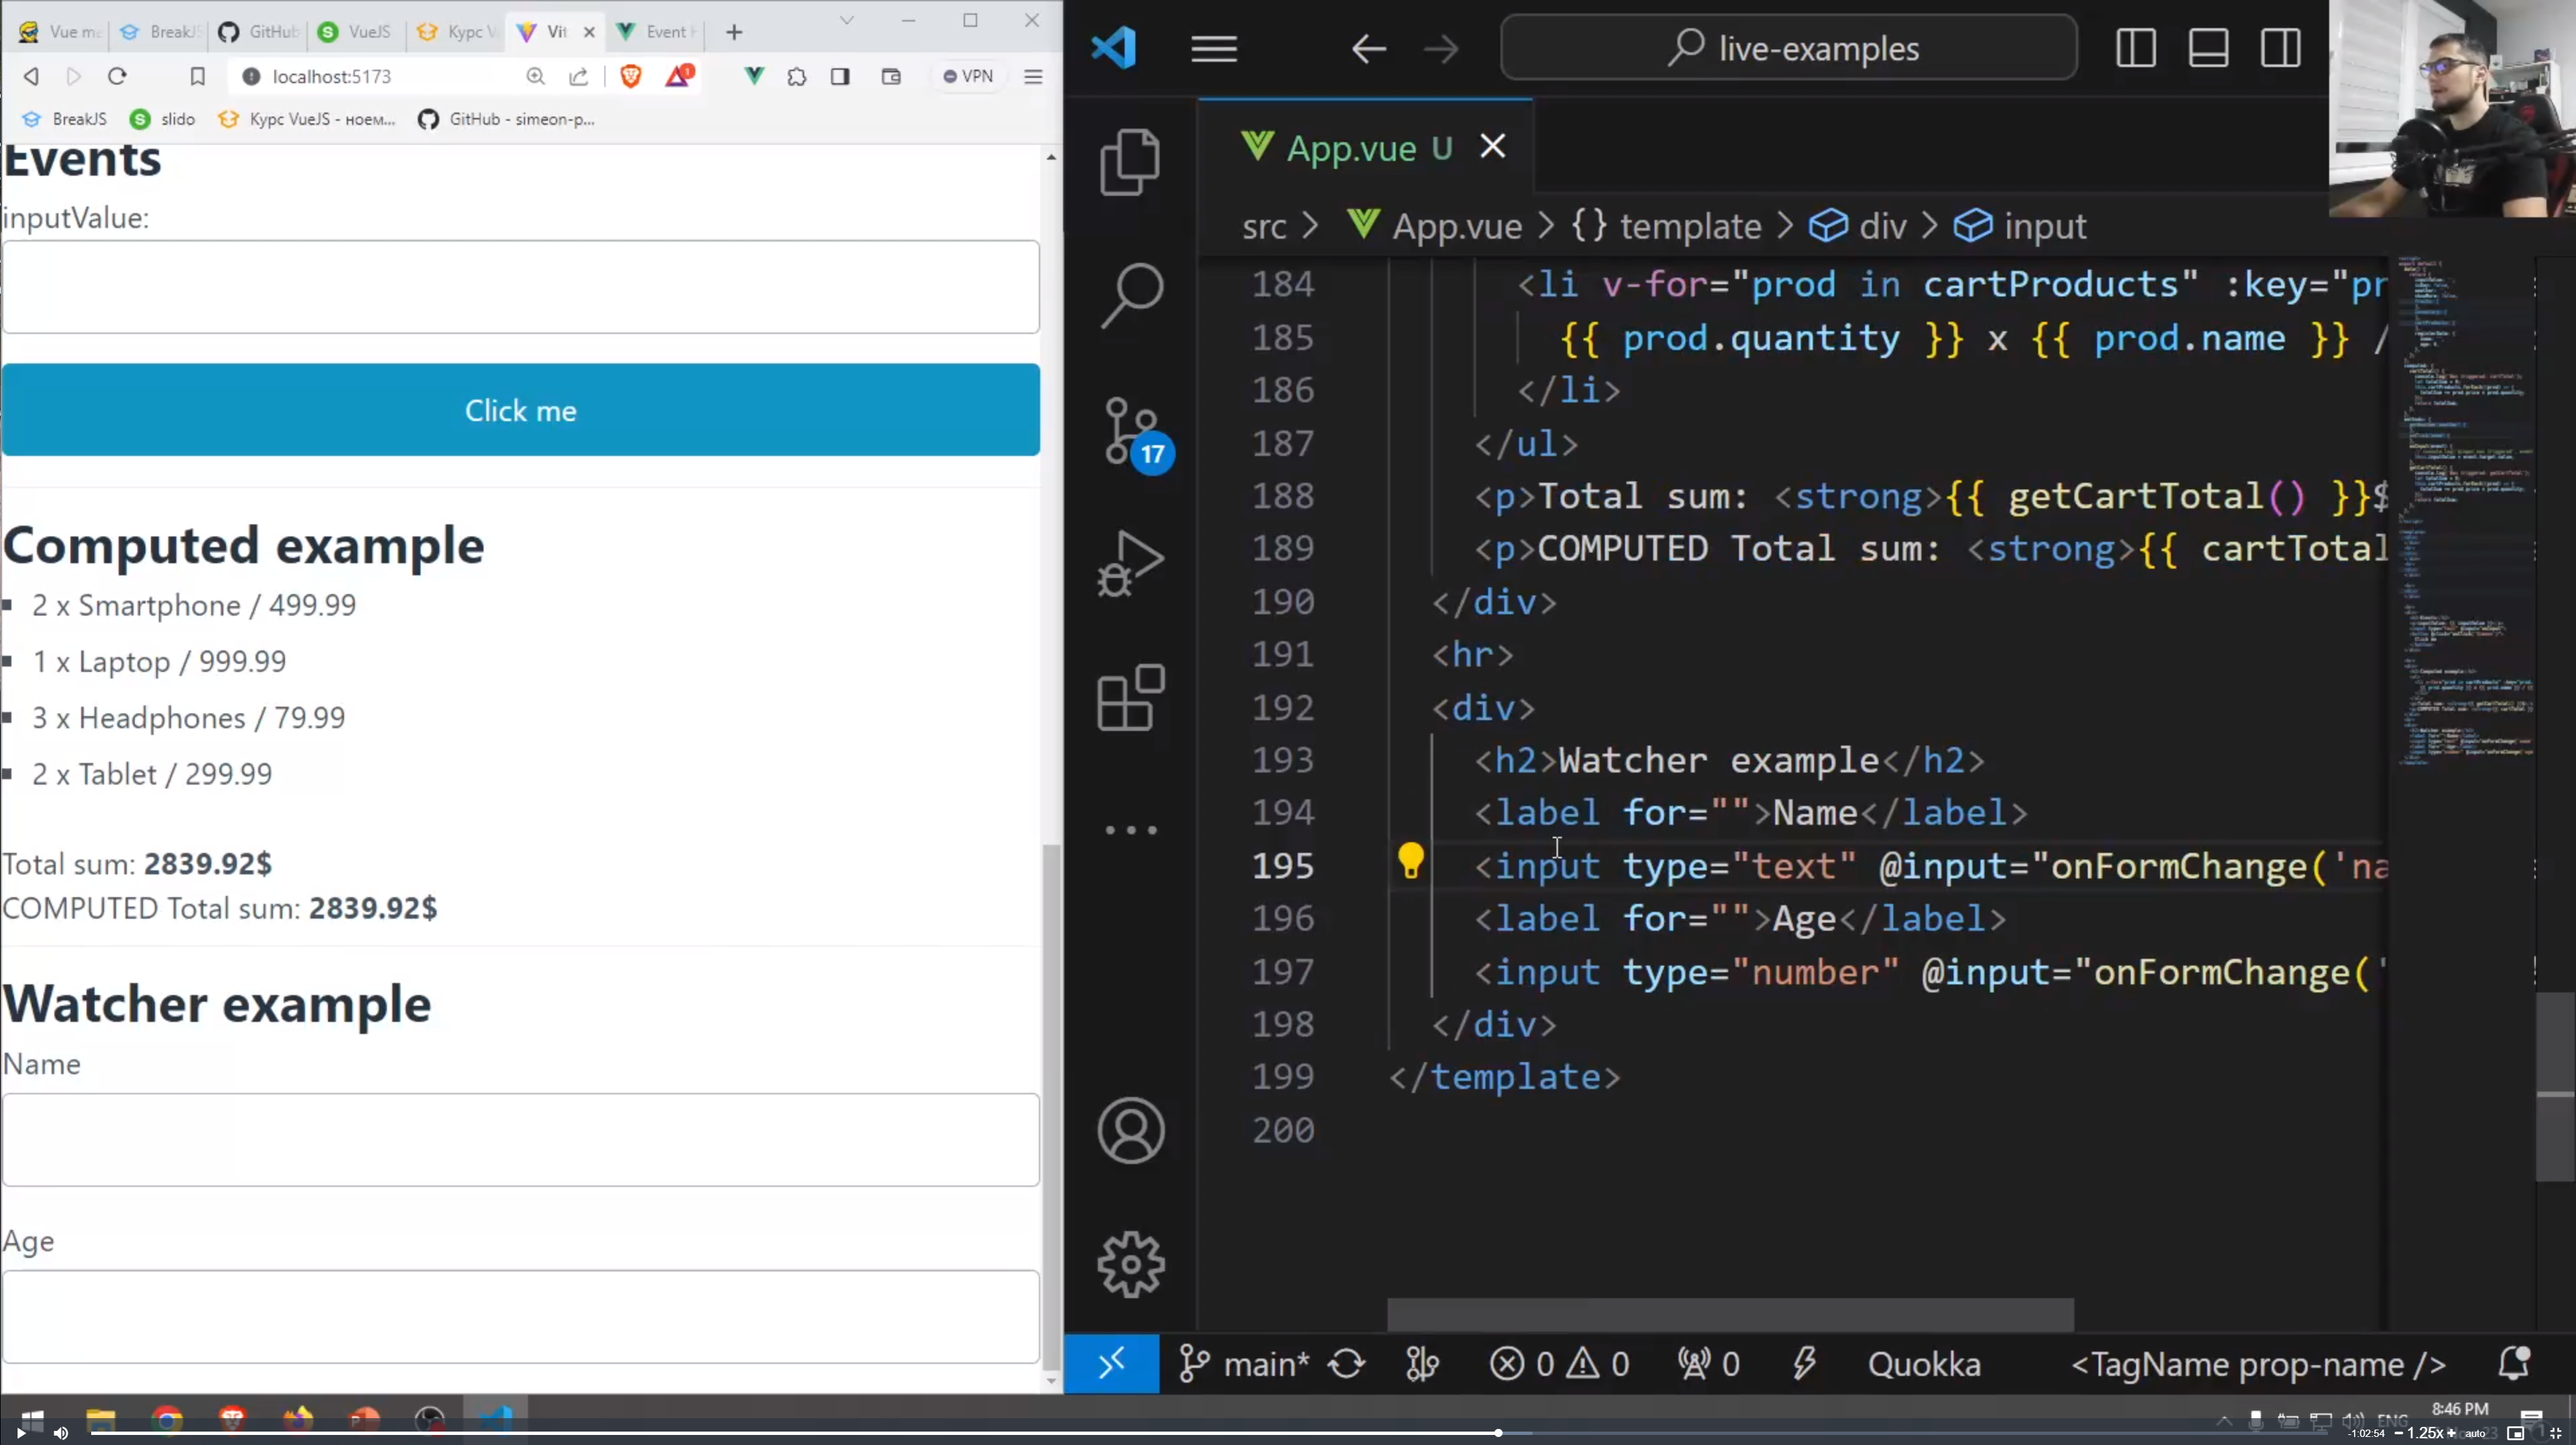 Vue m
BreakJS
GitHub
VueJS
Курс V
Vit
Event
localhost:5173
1
VPN
BreakJS
slido
Курс VueJS - ноем...
GitHub - simeon-p...
Events
inputValue:
Click me
Computed example
2 x Smartphone / 499.99
1 x Laptop / 999.99
3 x Headphones / 79.99
2 x Tablet / 299.99
Total sum: 2839.92$
COMPUTED Total sum: 2839.92$
Watcher example
Name
Age
live-examples
App.vue U
src > App.vue > {} template > div > input
17
184 <li v-for="prod in cartProducts" :key="pr
185 {{ prod.quantity }} x {{ prod.name }} /
186 </li>
187 </ul>
188 <p>Total sum: <strong>{{ getCartTotal() }}$
189 <p>COMPUTED Total sum: <strong>{{ cartTotal
190 </div>
191 <hr>
192 <div>
193 <h2>Watcher example</h2>
194 <label for="">Name</label>
195 <input type="text" @input="onFormChange('na
196 <label for="">Age</label>
197 <input type="number" @input="onFormChange('
198 </div>
199 </template>
200
main* 0 0 0 Quokka <TagName prop-name />
ENG 8:46 PM
-1:02:54 − 1.25x + auto